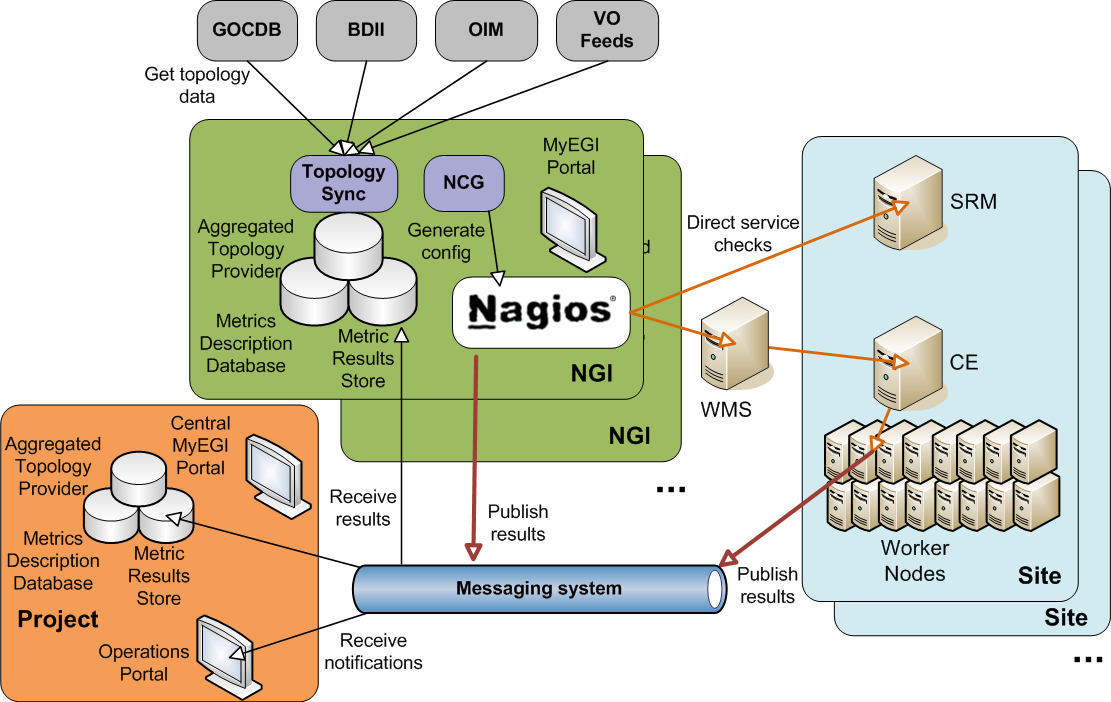 GOCDB
BDII
OIM
VO
Feeds
Get topology
data
Topology
Sync
NCG
MyEGI
Portal
Aggregated
Topology
Provider
Generate
config
d
Nagios®
Metrics
Description
Database
Metric
Results
Store
NGI
NGI
...
Direct service
checks
SRM
WMS
CE
Worker
Nodes
Site
Site
...
Central
MyEGI
Portal
Aggregated
Topology
Provider
Metrics
Description
Database
Metric
Results
Store
Project
Operations
Portal
Receive
results
Publish
results
Messaging system
Publish
results
Receive
notifications